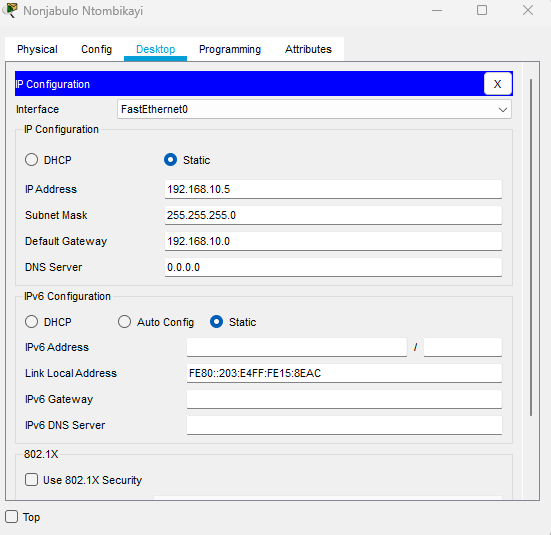 Nonjabulo Ntombikayi
Physical Config Desktop Programming Attributes
IP Configuration X
Interface FastEthernet0
IP Configuration
DHCP Static
IP Address 192.168.10.5
Subnet Mask 255.255.255.0
Default Gateway 192.168.10.0
DNS Server 0.0.0.0
IPv6 Configuration
DHCP Auto Config Static
IPv6 Address /
Link Local Address FE80::203:E4FF:FE15:8EAC
IPv6 Gateway
IPv6 DNS Server
802.1X
Use 802.1X Security
Top